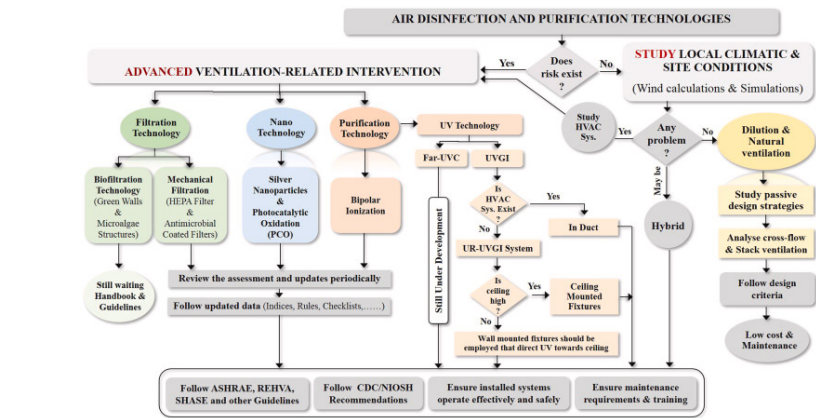 AIR DISINFECTION AND PURIFICATION TECHNOLOGIES
Does
risk exist
?
Yes
No
ADVANCED VENTILATION-RELATED INTERVENTION
STUDY LOCAL CLIMATIC &
SITE CONDITIONS
(Wind calculations & Simulations)
Filtration
Technology
Nano
Technology
Purification
Technology
UV Technology
Study
HVAC
Sys.
Yes
Any
problem
?
No
Dilution &
Natural
ventilation
May be
Far-UVC
UVGI
Biofiltration
Technology
(Green Walls
&
Microalgae
Structures)
Mechanical
Filtration
(HEPA Filter
&
Antimicrobial
Coated Filters)
Silver
Nanoparticles
&
Photocatalytic
Oxidation
(PCO)
Bipolar
Ionization
Still Under Development
Is
HVAC
Sys. Exist
?
Yes
No
In Duct
Hybrid
Study passive
design strategies
Analyse cross-flow
& Stack ventilation
UR-UVGI System
Still waiting
Handbook &
Guidelines
Review the assessment and updates periodically
Follow updated data (Indices, Rules, Checklists,……)
Is
ceiling
high
?
Yes
No
Ceiling
Mounted
Fixtures
Follow design
criteria
Low cost &
Maintenance
Wall mounted fixtures should be
employed that direct UV towards ceiling
Follow ASHRAE, REHVA,
SHASE and other Guidelines
Follow CDC/NIOSH
Recommendations
Ensure installed systems
operate effectively and safely
Ensure maintenance
requirements & training